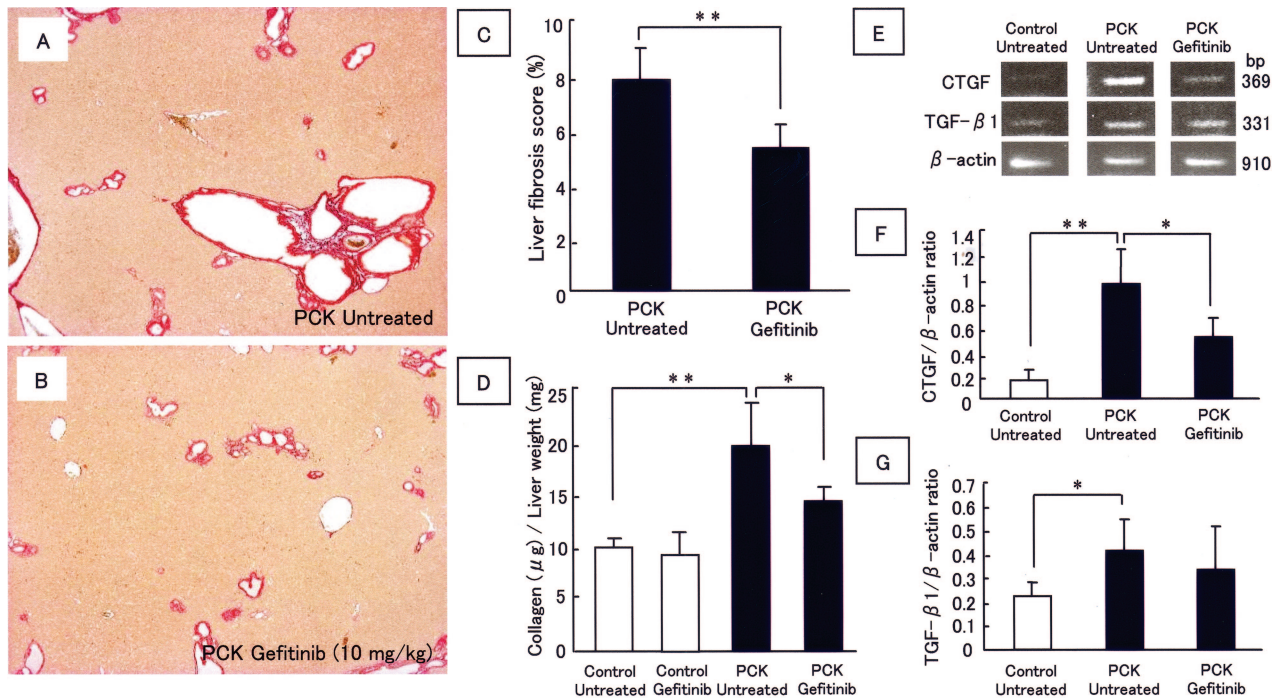 A
PCK Untreated
B
PCK Gefitinib (10 mg/kg)
C
Liver fibrosis score (%)
8
6
4
2
0
**
PCK
Untreated
PCK
Gefitinib
D
Collagen (μg) / Liver weight (mg)
25
20
15
10
5
0
**
*
Control
Untreated
Control
Gefitinib
PCK
Untreated
PCK
Gefitinib
E
Control
Untreated
PCK
Untreated
PCK
Gefitinib
bp
CTGF
369
TGF-β1
331
β-actin
910
F
CTGF/β-actin ratio
1.4
1.2
1
0.8
0.6
0.4
0.2
0
**
*
Control
Untreated
PCK
Untreated
PCK
Gefitinib
G
TGF-β1/β-actin ratio
0.7
0.6
0.5
0.4
0.3
0.2
0.1
0
*
Control
Untreated
PCK
Untreated
PCK
Gefitinib